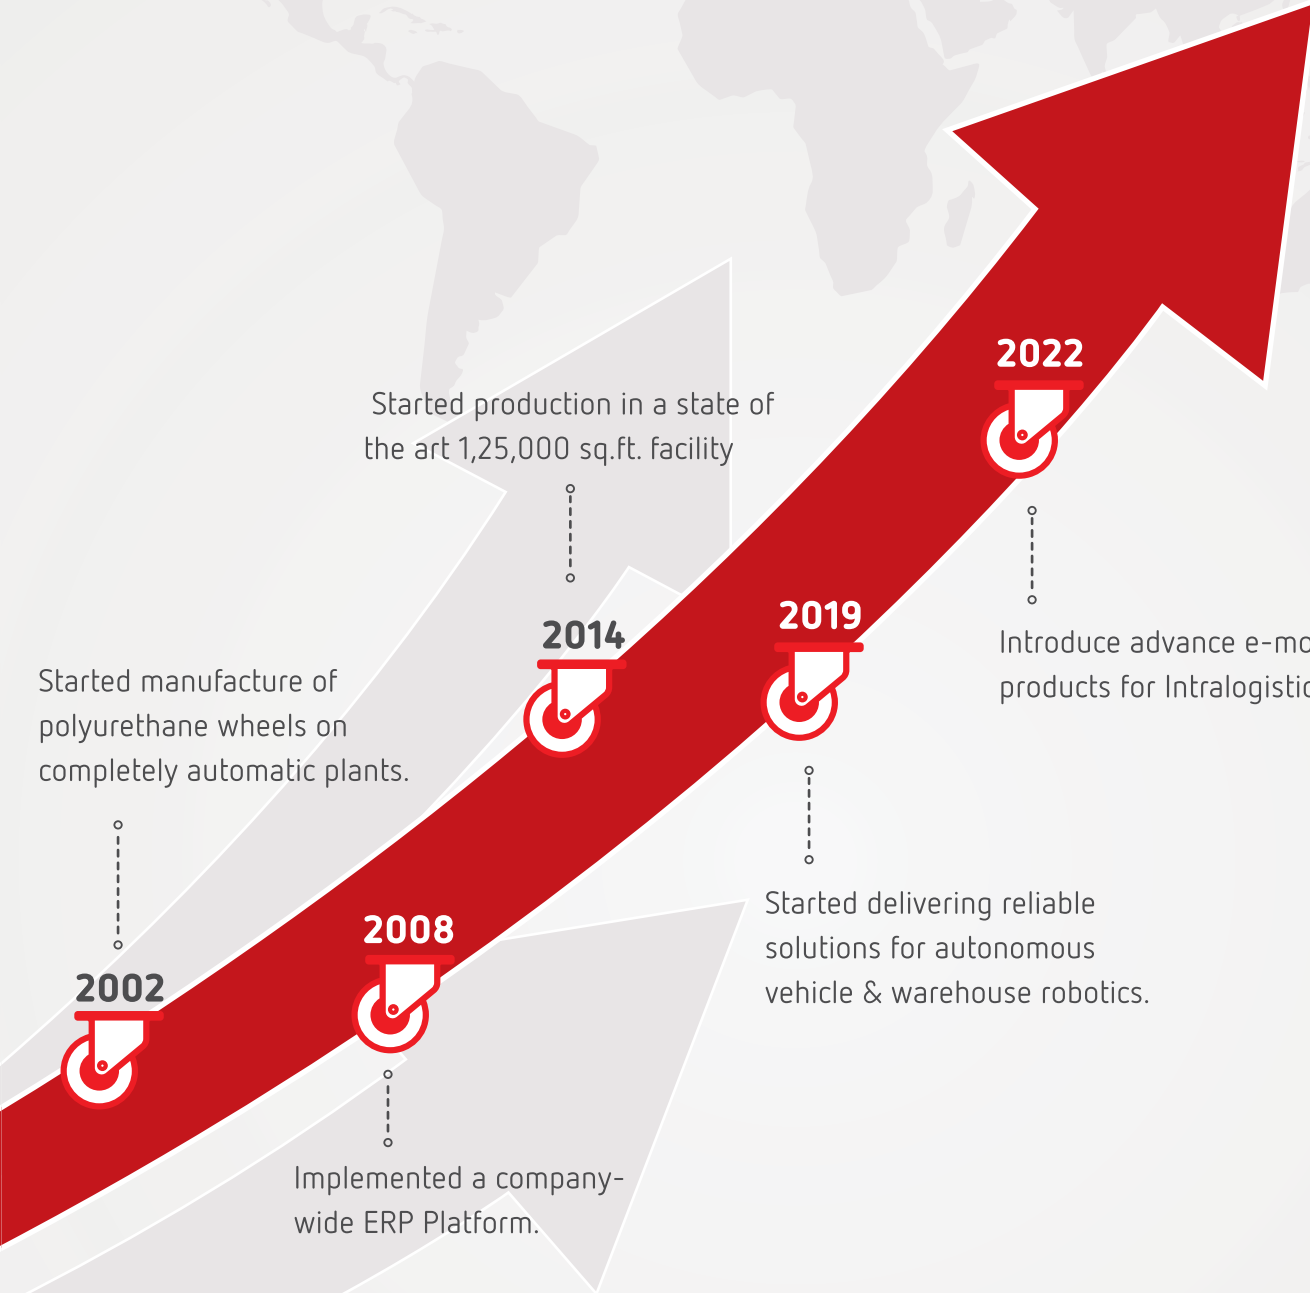 2002
Started manufacture of
polyurethane wheels on
completely automatic plants.
2008
Implemented a company-
wide ERP Platform.
2014
Started production in a state of
the art 1,25,000 sq.ft. facility
2019
Started delivering reliable
solutions for autonomous
vehicle & warehouse robotics.
2022
Introduce advance
products for